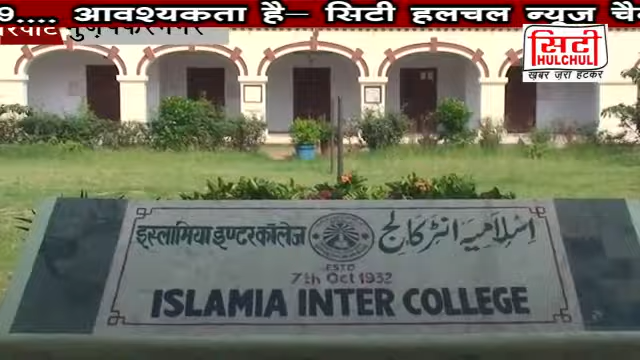 9.... आवश्यकता है– सिटी हलचल न्यूज चै
सिटी
HULCHUL
खबर ज़रा हटकर
इस्लामिया इण्टर कॉलेज
اسلامیہ انٹر کالج
ESTD
7th Oct 1932
ISLAMIA INTER COLLEGE